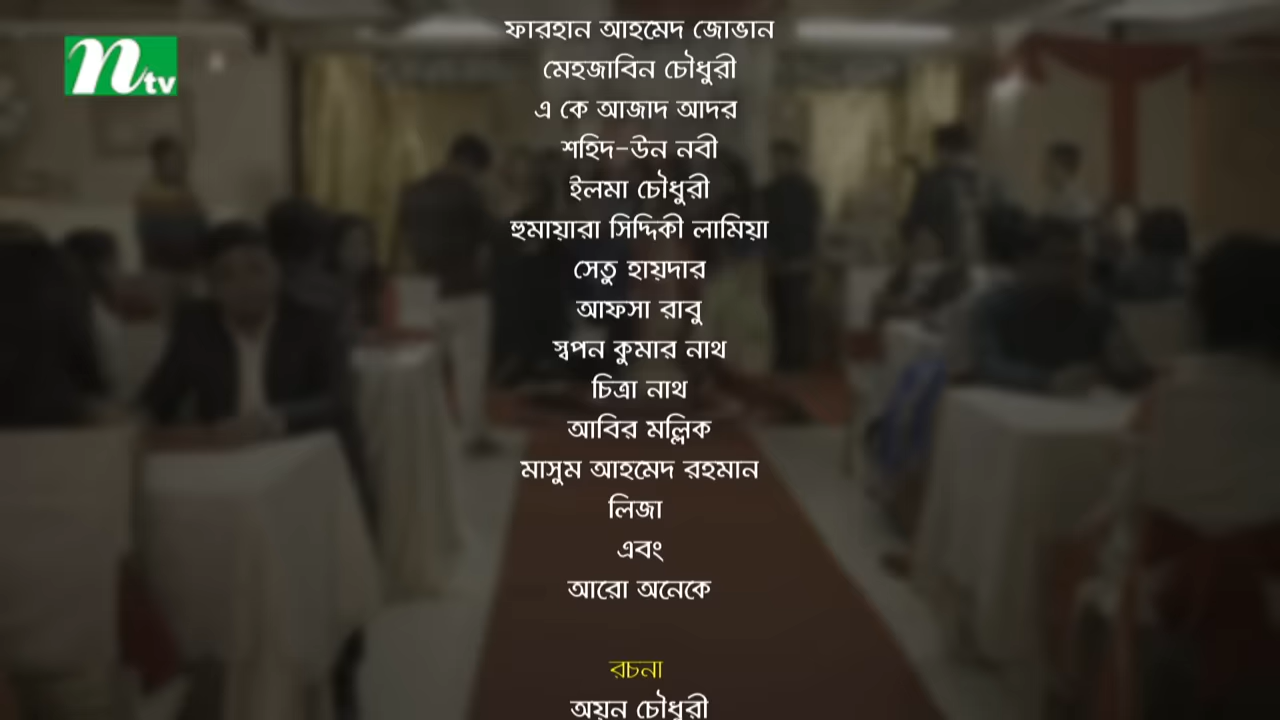 ntv
ফারহান আহমেদ জোভান
মেহজাবিন চৌধুরী
এ কে আজাদ আদর
শহিদ-উন নবী
ইলমা চৌধুরী
হুমায়ারা সিদ্দিকী লামিয়া
সেতু হায়দার
আফসা রাবু
স্বপন কুমার নাথ
চিত্রা নাথ
আবির মল্লিক
মাসুম আহমেদ রহমান
লিজা
এবং
আরো অনেকে
রচনা
অয়ন চৌধুরী